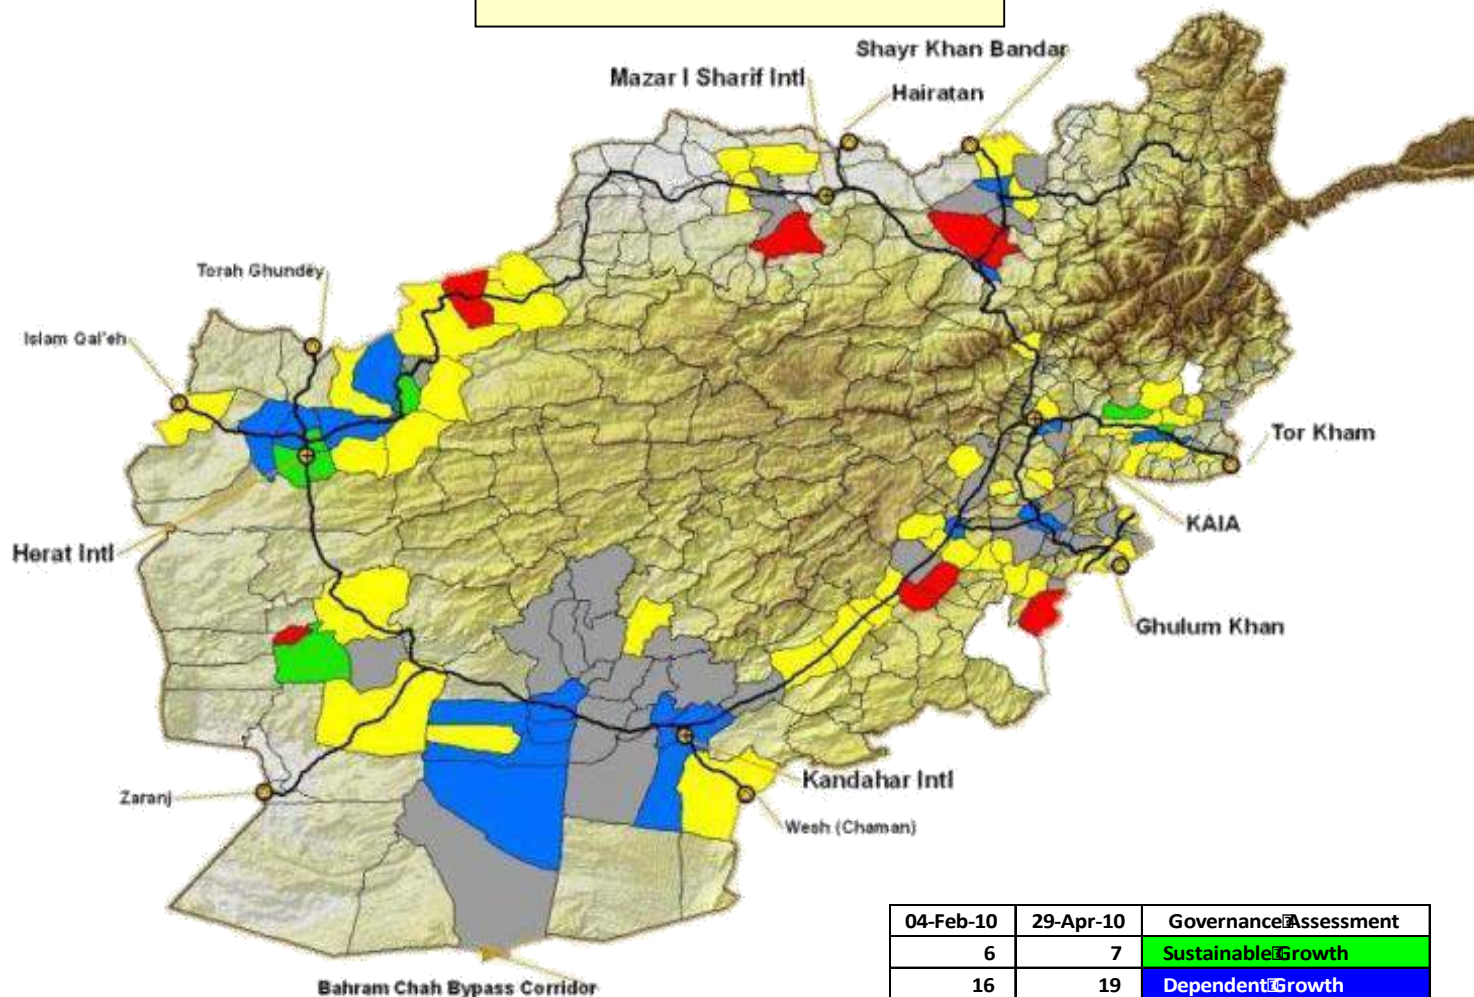 Shayr Khan Bandar
Mazar I Sharif Intl
Hairatan
Torah Ghundey
Islam Qal'eh
Tor Kham
KAIA
Herat Intl
Ghulum Khan
Kandahar Intl
Zaranj
Wesh (Chaman)
Bahram Chah Bypass Corridor
04-Feb-10 29-Apr-10 Governance Assessment
6 7 Sustainable Growth
16 19 Dependent Growth